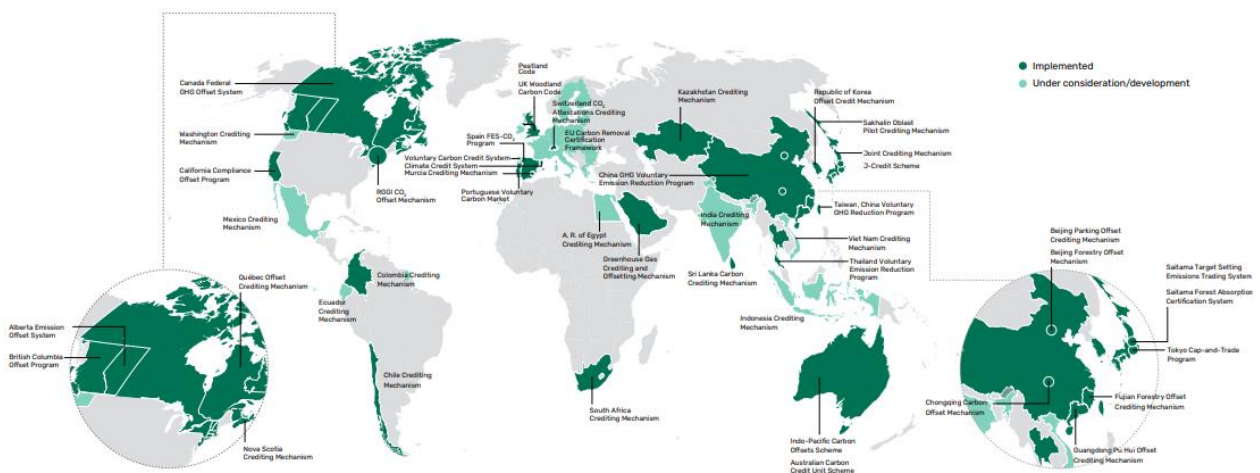 Implemented
Under consideration/development
Canada Federal
GHG Offset System
Washington Crediting
Mechanism
California Compliance
Offset Program
RGGI CO₂
Offset Mechanism
Mexico Crediting
Mechanism
Peatland
Code
UK Woodland
Carbon Code
Switzerland CO₂
Attestations Crediting
Mechanism
EU Carbon Removal
Certification
Framework
Spain FES-CO₂
Program
Voluntary Carbon Credit System
Climate Credit System
Murcia Crediting Mechanism
Portuguese Voluntary
Carbon Market
Kazakhstan Crediting
Mechanism
Republic of Korea
Offset Credit Mechanism
Sakhalin Oblast
Pilot Crediting Mechanism
Joint Crediting Mechanism
J-Credit Scheme
China GHG Voluntary
Emission Reduction Program
Taiwan, China Voluntary
GHG Reduction Program
India Crediting
Mechanism
A. R. of Egypt
Crediting Mechanism
Greenhouse Gas
Crediting and
Offsetting Mechanism
Viet Nam Crediting
Mechanism
Thailand Voluntary
Emission Reduction
Program
Sri Lanka Carbon
Crediting Mechanism
Indonesia Crediting
Mechanism
Colombia Crediting
Mechanism
Ecuador
Crediting
Mechanism
Chile Crediting
Mechanism
South Africa
Crediting Mechanism
Indo-Pacific Carbon
Offsets Scheme
Australian Carbon
Credit Unit Scheme
Québec Offset
Crediting Mechanism
Alberta Emission
Offset System
British Columbia
Offset Program
Nova Scotia
Crediting Mechanism
Beijing Parking Offset
Crediting Mechanism
Beijing Forestry Offset
Mechanism
Saitama Target Setting
Emissions Trading System
Saitama Forest Absorption
Certification System
Tokyo Cap-and-Trade
Program
Chongqing Carbon
Offset Mechanism
Fujian Forestry Offset
Crediting Mechanism
Guangdong Pu Hui Offset
Crediting Mechanism